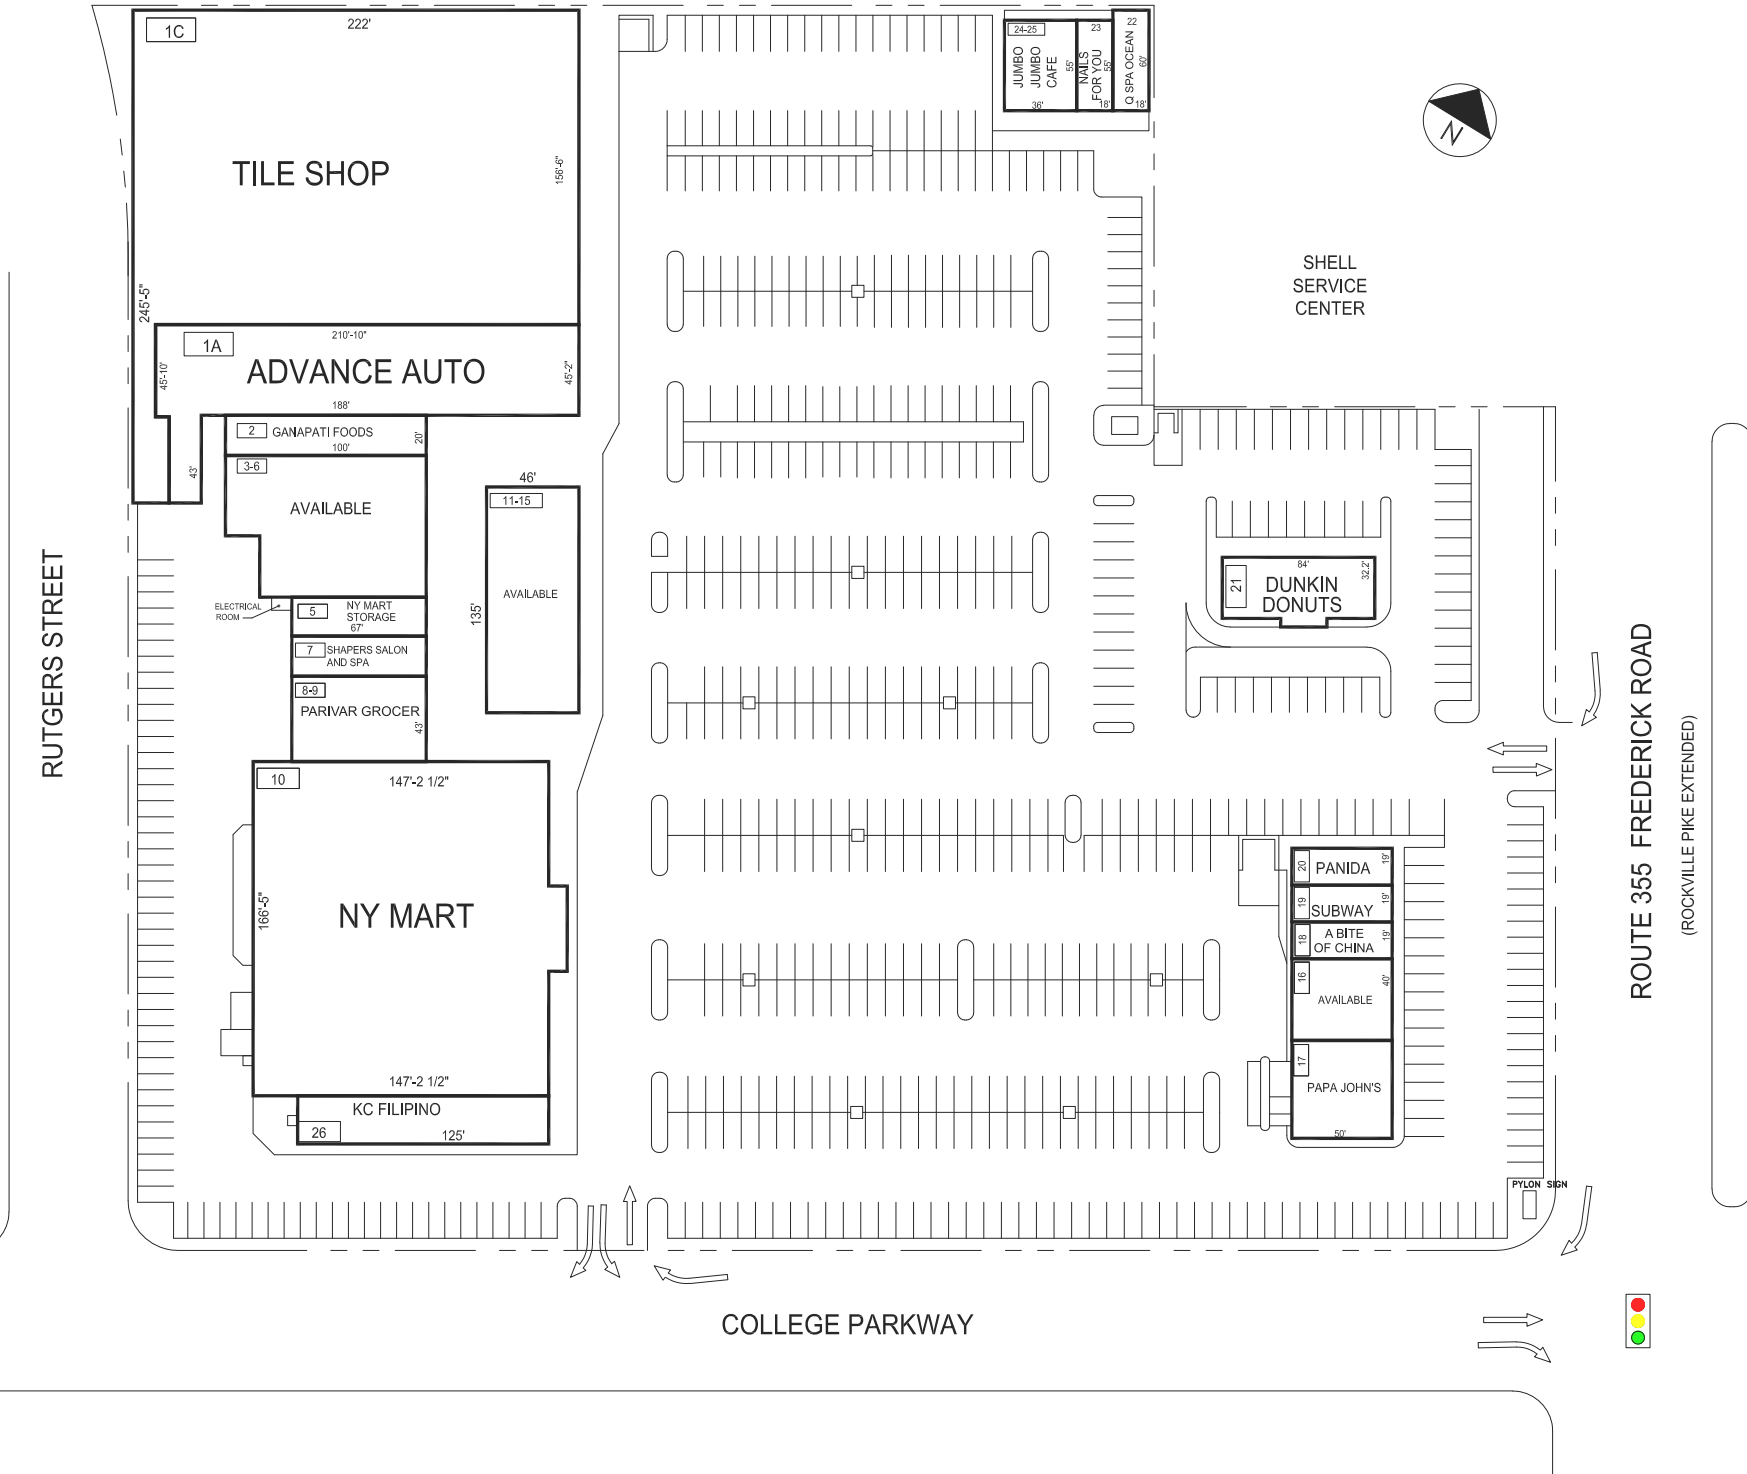 1C
222'
TILE SHOP
156'-6"
245'-5"
210'-10"
1A
ADVANCE AUTO
45'-10"
45'-2"
188'
2
GANAPATI FOODS
20'
100'
43'
3-6
AVAILABLE
46'
11-15
AVAILABLE
135'
ELECTRICAL
ROOM
5
NY MART
STORAGE
67'
7
SHAPERS SALON
AND SPA
8-9
PARIVAR GROCER
43'
10
147'-2 1/2"
NY MART
166'-5"
147'-2 1/2"
KC FILIPINO
26
125'
RUTGERS STREET
24-25
JUMBO
JUMBO
CAFE
55'
36'
23
NAILS
FOR YOU
55'
18'
22
Q SPA OCEAN
60'
18'
N
SHELL
SERVICE
CENTER
84'
32.2'
21
DUNKIN
DONUTS
20
PANIDA
19'
19
SUBWAY
19'
18
A BITE
OF CHINA
19'
16
AVAILABLE
40'
17
PAPA JOHN'S
50'
PYLON SIGN
ROUTE 355 FREDERICK ROAD
(ROCKVILLE PIKE EXTENDED)
COLLEGE PARKWAY